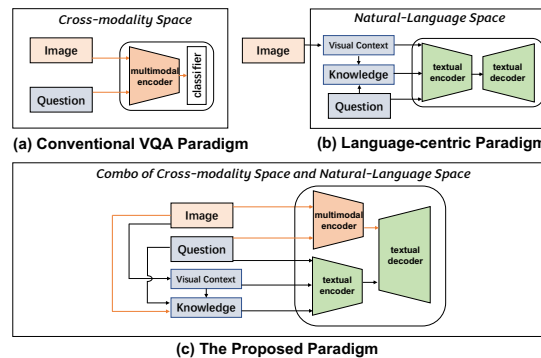 Cross-modality Space
Image
Question
multimodal
encoder
classifier
(a) Conventional VQA Paradigm
Natural-Language Space
Image
Visual Context
Knowledge
Question
textual
encoder
textual
decoder
(b) Language-centric Paradigm
Combo of Cross-modality Space and Natural-Language Space
Image
Question
Visual Context
Knowledge
multimodal
encoder
textual
encoder
textual
decoder
(c) The Proposed Paradigm